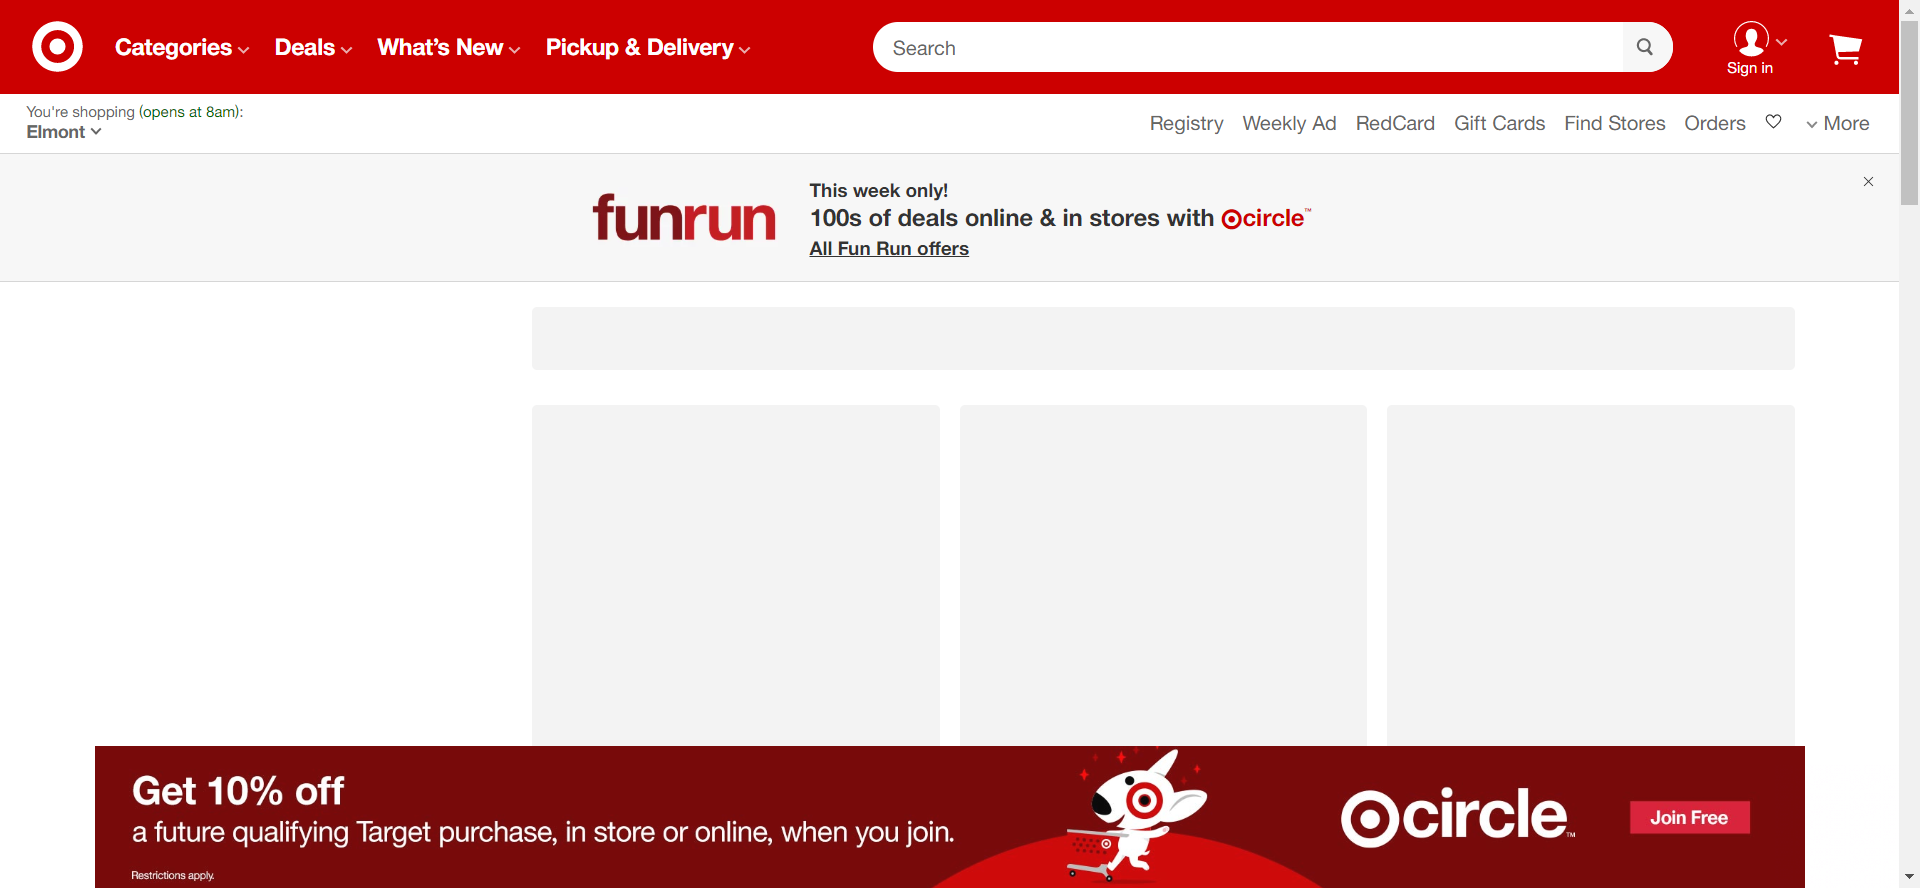 Categories Deals What's New Pickup & Delivery
Search
Sign in
You're shopping (opens at 8am):
Elmont
Registry Weekly Ad RedCard Gift Cards Find Stores Orders More
funrun
This week only!
100s of deals online & in stores with circle™
All Fun Run offers
Get 10% off
a future qualifying Target purchase, in store or online, when you join.
Restrictions apply.
circle™
Join Free